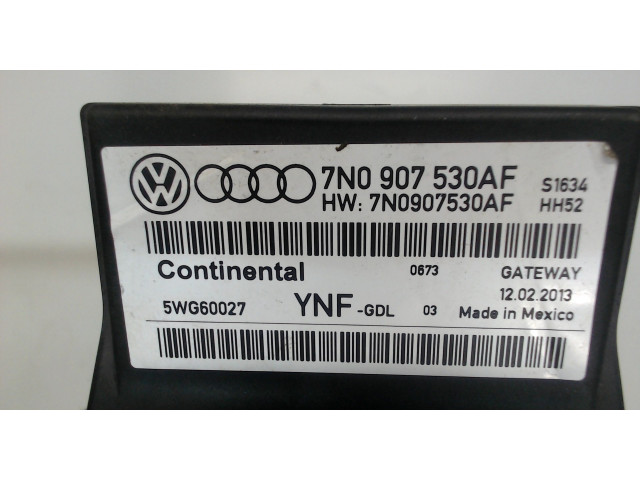 7N0 907 530AF S1634
HW: 7N0907530AF HH52
Continental 0673 GATEWAY
12.02.2013
5WG60027 YNF-GDL 03 Made in Mexico